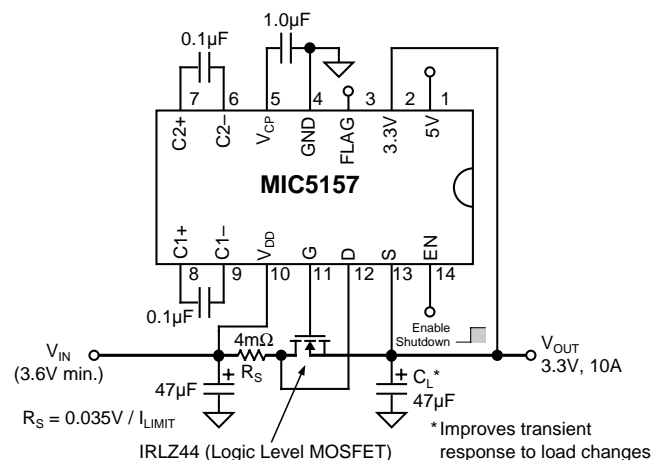 1.0µF
0.1µF
7 6 5 4 3 2 1
C2+ C2– VCP GND FLAG 3.3V 5V
MIC5157
C1+ C1– VDD G D S EN
8 9 10 11 12 13 14
0.1µF
Enable
Shutdown
VIN
(3.6V min.)
4mΩ
RS
VOUT
3.3V, 10A
+
47µF
+ CL*
47µF
RS = 0.035V / ILIMIT
*Improves transient
response to load changes
IRLZ44 (Logic Level MOSFET)